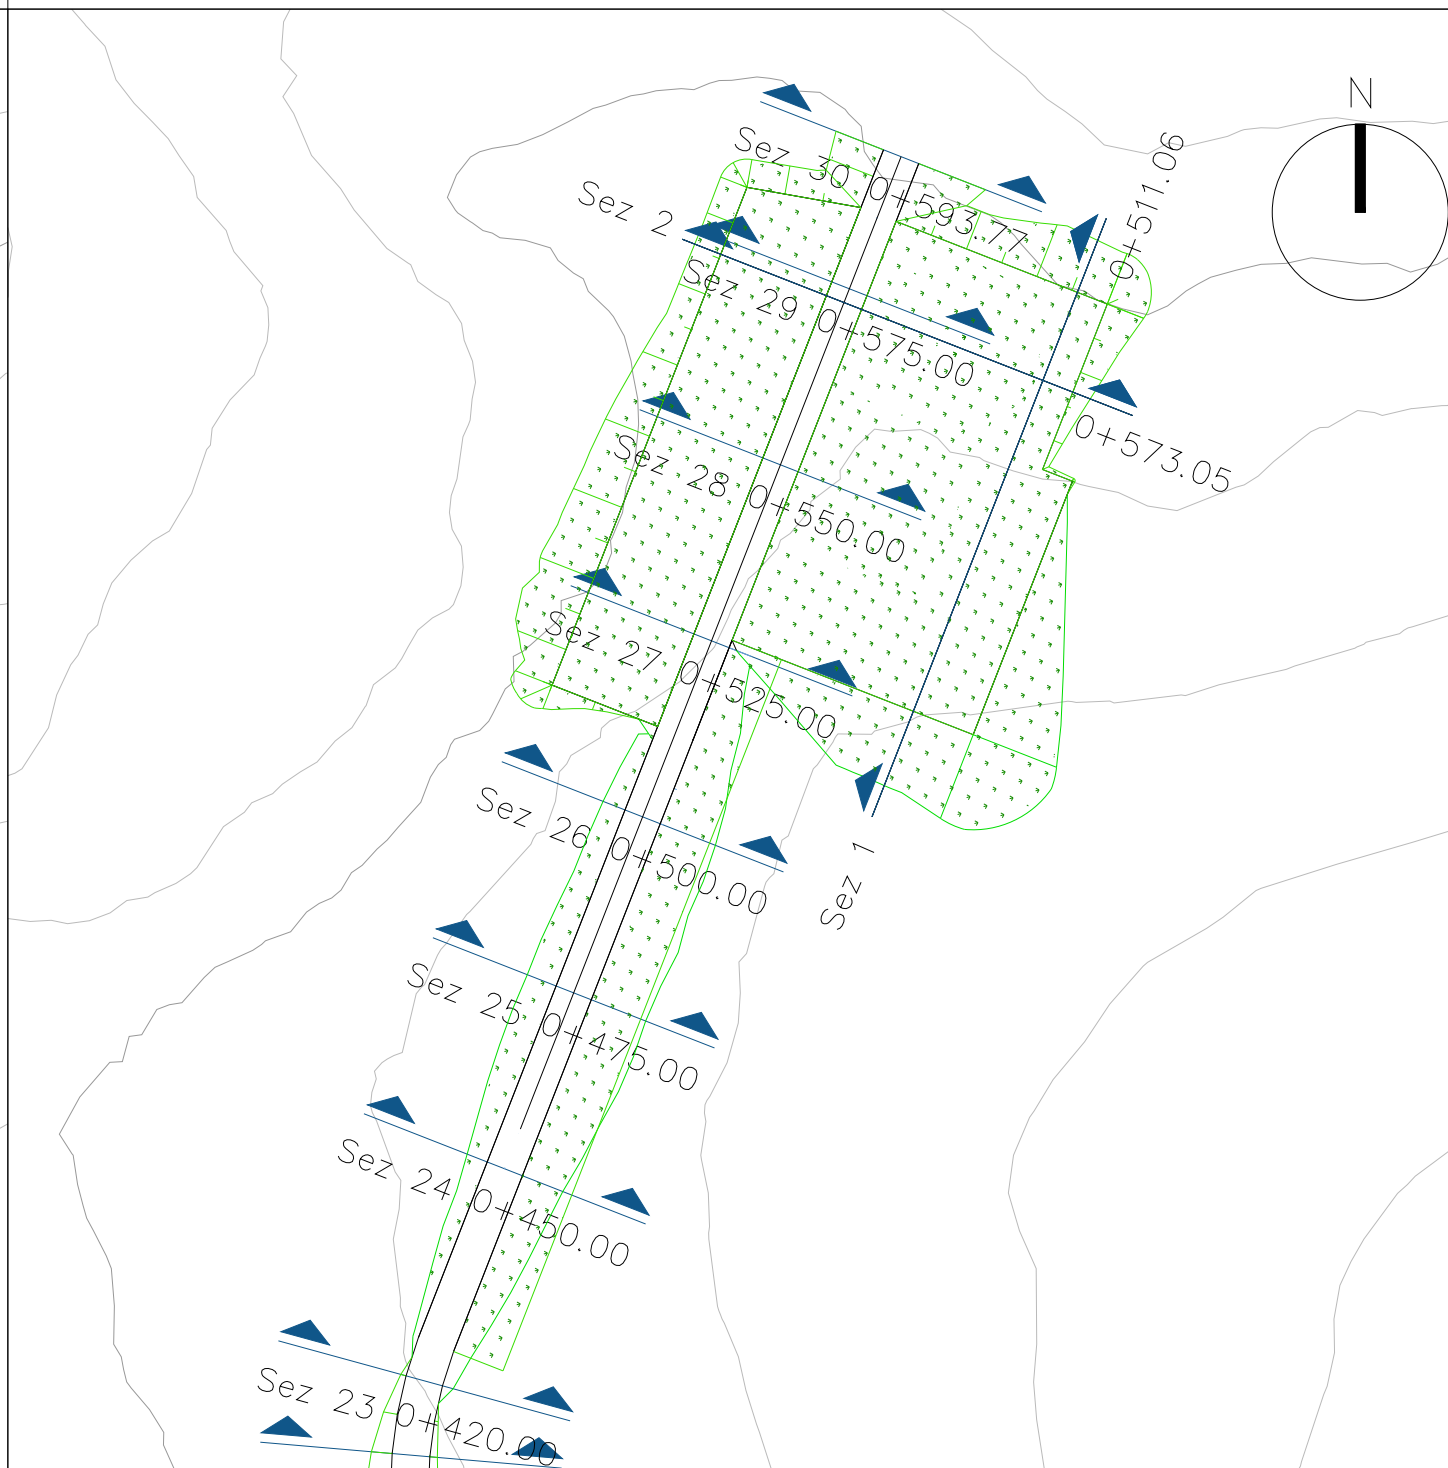 N
Sez 30 0+593.77
0+511.06
Sez 2
Sez 29 0+575.00
0+573.05
Sez 28 0+550.00
Sez 27 0+525.00
Sez 26 0+500.00
Sez 1
Sez 25 0+475.00
Sez 24 0+450.00
Sez 23 0+420.00